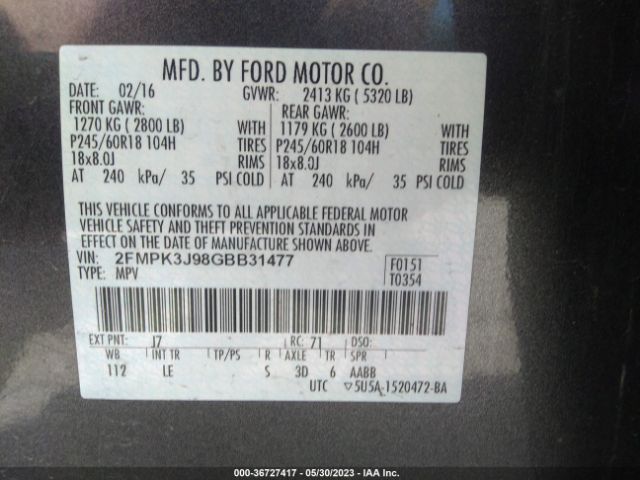 MFD. BY FORD MOTOR CO.
DATE: 02/16 GVWR: 2413 KG ( 5320 LB)
FRONT GAWR: REAR GAWR:
1270 KG ( 2800 LB) WITH 1179 KG ( 2600 LB) WITH
P245/60R18 104H TIRES P245/60R18 104H TIRES
18x8.0J RIMS 18x8.0J RIMS
AT 240 kPa/ 35 PSI COLD AT 240 kPa/ 35 PSI COLD
THIS VEHICLE CONFORMS TO ALL APPLICABLE FEDERAL MOTOR
VEHICLE SAFETY AND THEFT PREVENTION STANDARDS IN
EFFECT ON THE DATE OF MANUFACTURE SHOWN ABOVE.
VIN: 2FMPK3J98GBB31477 F0151
TYPE: MPV T0354
EXT PNT: J7 RC: 71 DSO:
WB INT TR TP/PS R AXLE TR SPR
112 LE S 3D 6 AABB
UTC ▽5U5A-1520472-BA
000-36727417 - 05/30/2023 - IAA Inc.